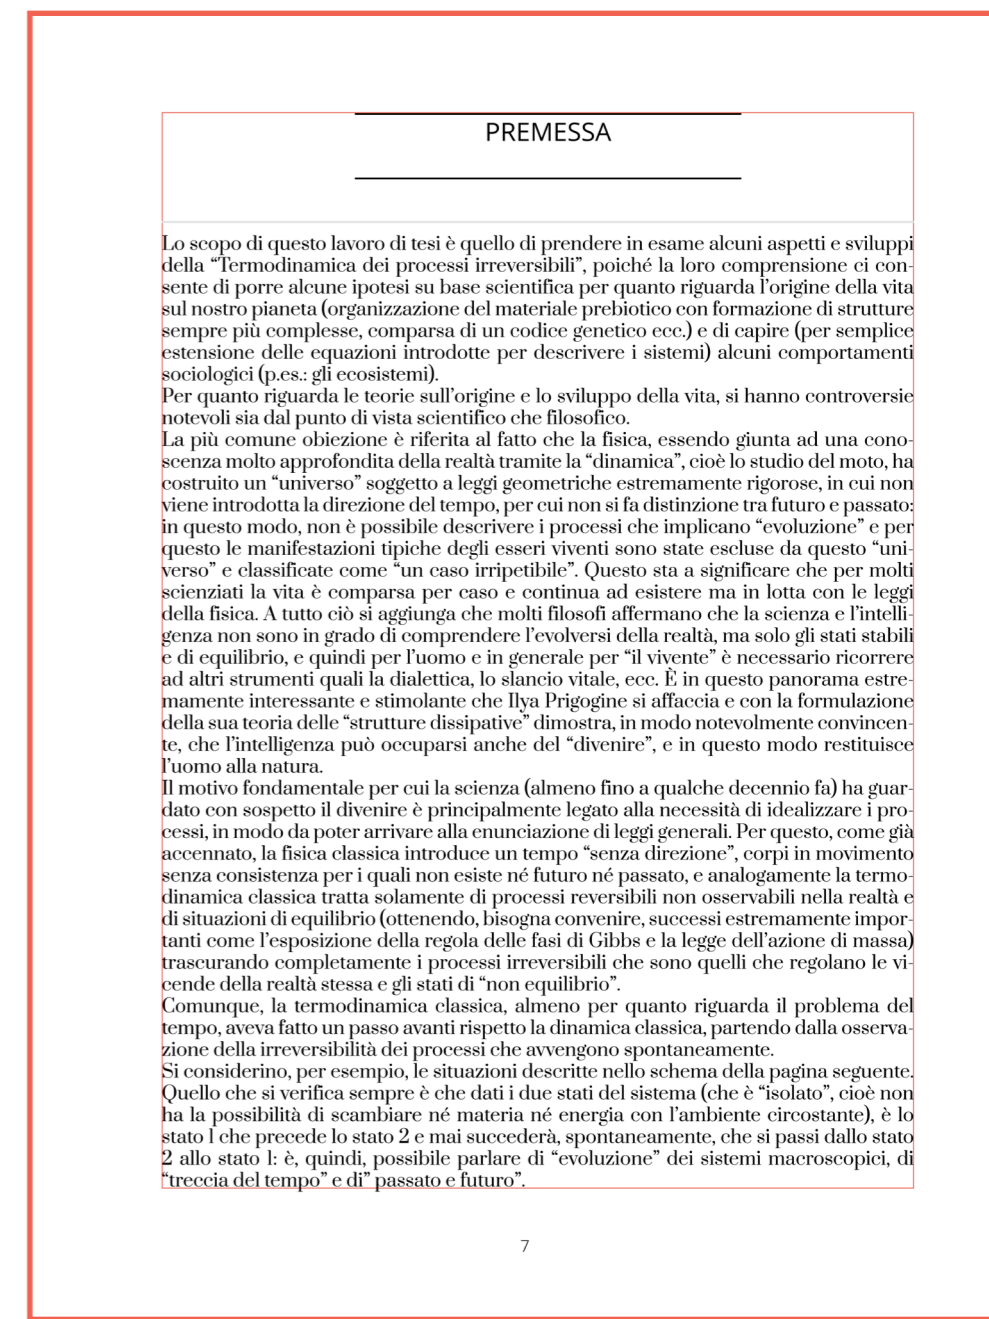 PREMESSA
Lo scopo di questo lavoro di tesi è quello di prendere in esame alcuni aspetti e sviluppi
della “Termodinamica dei processi irreversibili”, poiché la loro comprensione ci con-
sente di porre alcune ipotesi su base scientifica per quanto riguarda l’origine della vita
sul nostro pianeta (organizzazione del materiale prebiotico con formazione di strutture
sempre più complesse, comparsa di un codice genetico ecc.) e di capire (per semplice
estensione delle equazioni introdotte per descrivere i sistemi) alcuni comportamenti
sociologici (p.es.: gli ecosistemi).
Per quanto riguarda le teorie sull’origine e lo sviluppo della vita, si hanno controversie
notevoli sia dal punto di vista scientifico che filosofico.
La più comune obiezione è riferita al fatto che la fisica, essendo giunta ad una cono-
scenza molto approfondita della realtà tramite la “dinamica”, cioè lo studio del moto, ha
costruito un “universo” soggetto a leggi geometriche estremamente rigorose, in cui non
viene introdotta la direzione del tempo, per cui non si fa distinzione tra futuro e passato:
in questo modo, non è possibile descrivere i processi che implicano “evoluzione” e per
questo le manifestazioni tipiche degli esseri viventi sono state escluse da questo “uni-
verso” e classificate come “un caso irripetibile”. Questo sta a significare che per molti
scienziati la vita è comparsa per caso e continua ad esistere ma in lotta con le leggi
della fisica. A tutto ciò si aggiunga che molti filosofi affermano che la scienza e l’intelli-
genza non sono in grado di comprendere l’evolversi della realtà, ma solo gli stati stabili
e di equilibrio, e quindi per l’uomo e in generale per “il vivente” è necessario ricorrere
ad altri strumenti quali la dialettica, lo slancio vitale, ecc. È in questo panorama estre-
mamente interessante e stimolante che Ilya Prigogine si affaccia e con la formulazione
della sua teoria delle “strutture dissipative” dimostra, in modo notevolmente convincen-
te, che l’intelligenza può occuparsi anche del “divenire”, e in questo modo restituisce
l’uomo alla natura.
Il motivo fondamentale per cui la scienza (almeno fino a qualche decennio fa) ha guar-
dato con sospetto il divenire è principalmente legato alla necessità di idealizzare i pro-
cessi, in modo da poter arrivare alla enunciazione di leggi generali. Per questo, come già
accennato, la fisica classica introduce un tempo “senza direzione”, corpi in movimento
senza consistenza per i quali non esiste né futuro né passato, e analogamente la termo-
dinamica classica tratta solamente di processi reversibili non osservabili nella realtà e
di situazioni di equilibrio (ottenendo, bisogna convenire, successi estremamente impor-
tanti come l’esposizione della regola delle fasi di Gibbs e la legge dell’azione di massa)
trascurando completamente i processi irreversibili che sono quelli che regolano le vi-
cende della realtà stessa e gli stati di “non equilibrio”.
Comunque, la termodinamica classica, almeno per quanto riguarda il problema del
tempo, aveva fatto un passo avanti rispetto la dinamica classica, partendo dalla osserva-
zione della irreversibilità dei processi che avvengono spontaneamente.
Si considerino, per esempio, le situazioni descritte nello schema della pagina seguente.
Quello che si verifica sempre è che dati i due stati del sistema (che è “isolato”, cioè non
ha la possibilità di scambiare né materia né energia con l’ambiente circostante), è lo
stato l che precede lo stato 2 e mai succederà, spontaneamente, che si passi dallo stato
2 allo stato l: è, quindi, possibile parlare di “evoluzione” dei sistemi macroscopici, di
“treccia del tempo” e di” passato e futuro”.
7